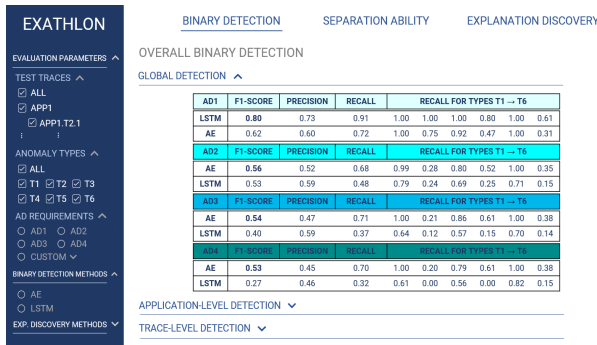 EXATHLON
EVALUATION PARAMETERS
TEST TRACES
ALL
APP1
APP1.T2.1
ANOMALY TYPES
ALL
T1 T2 T3
T4 T5 T6
AD REQUIREMENTS
AD1 AD2
AD3 AD4
CUSTOM
BINARY DETECTION METHODS
AE
LSTM
EXP. DISCOVERY METHODS
BINARY DETECTION SEPARATION ABILITY EXPLANATION DISCOVERY
OVERALL BINARY DETECTION
GLOBAL DETECTION
AD1 F1-SCORE PRECISION RECALL RECALL FOR TYPES T1 → T6
LSTM 0.80 0.73 0.91 1.00 1.00 1.00 0.80 1.00 0.61
AE 0.62 0.60 0.72 1.00 0.75 0.92 0.47 1.00 0.31
AD2 F1-SCORE PRECISION RECALL RECALL FOR TYPES T1 → T6
AE 0.56 0.52 0.68 0.99 0.28 0.80 0.52 1.00 0.35
LSTM 0.53 0.59 0.48 0.79 0.24 0.69 0.25 0.71 0.15
AD3 F1-SCORE PRECISION RECALL RECALL FOR TYPES T1 → T6
AE 0.54 0.47 0.71 1.00 0.21 0.86 0.61 1.00 0.38
LSTM 0.40 0.59 0.37 0.64 0.12 0.57 0.15 0.70 0.14
AD4 F1-SCORE PRECISION RECALL RECALL FOR TYPES T1 → T6
AE 0.53 0.45 0.70 1.00 0.20 0.79 0.61 1.00 0.38
LSTM 0.27 0.46 0.32 0.61 0.00 0.56 0.00 0.82 0.15
APPLICATION-LEVEL DETECTION
TRACE-LEVEL DETECTION